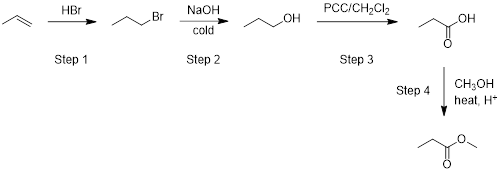 HBr
Br
Step 1
NaOH
cold
OH
Step 2
PCC/CH2Cl2
OH
O
Step 3
Step 4
CH3OH
heat, H+
O
O